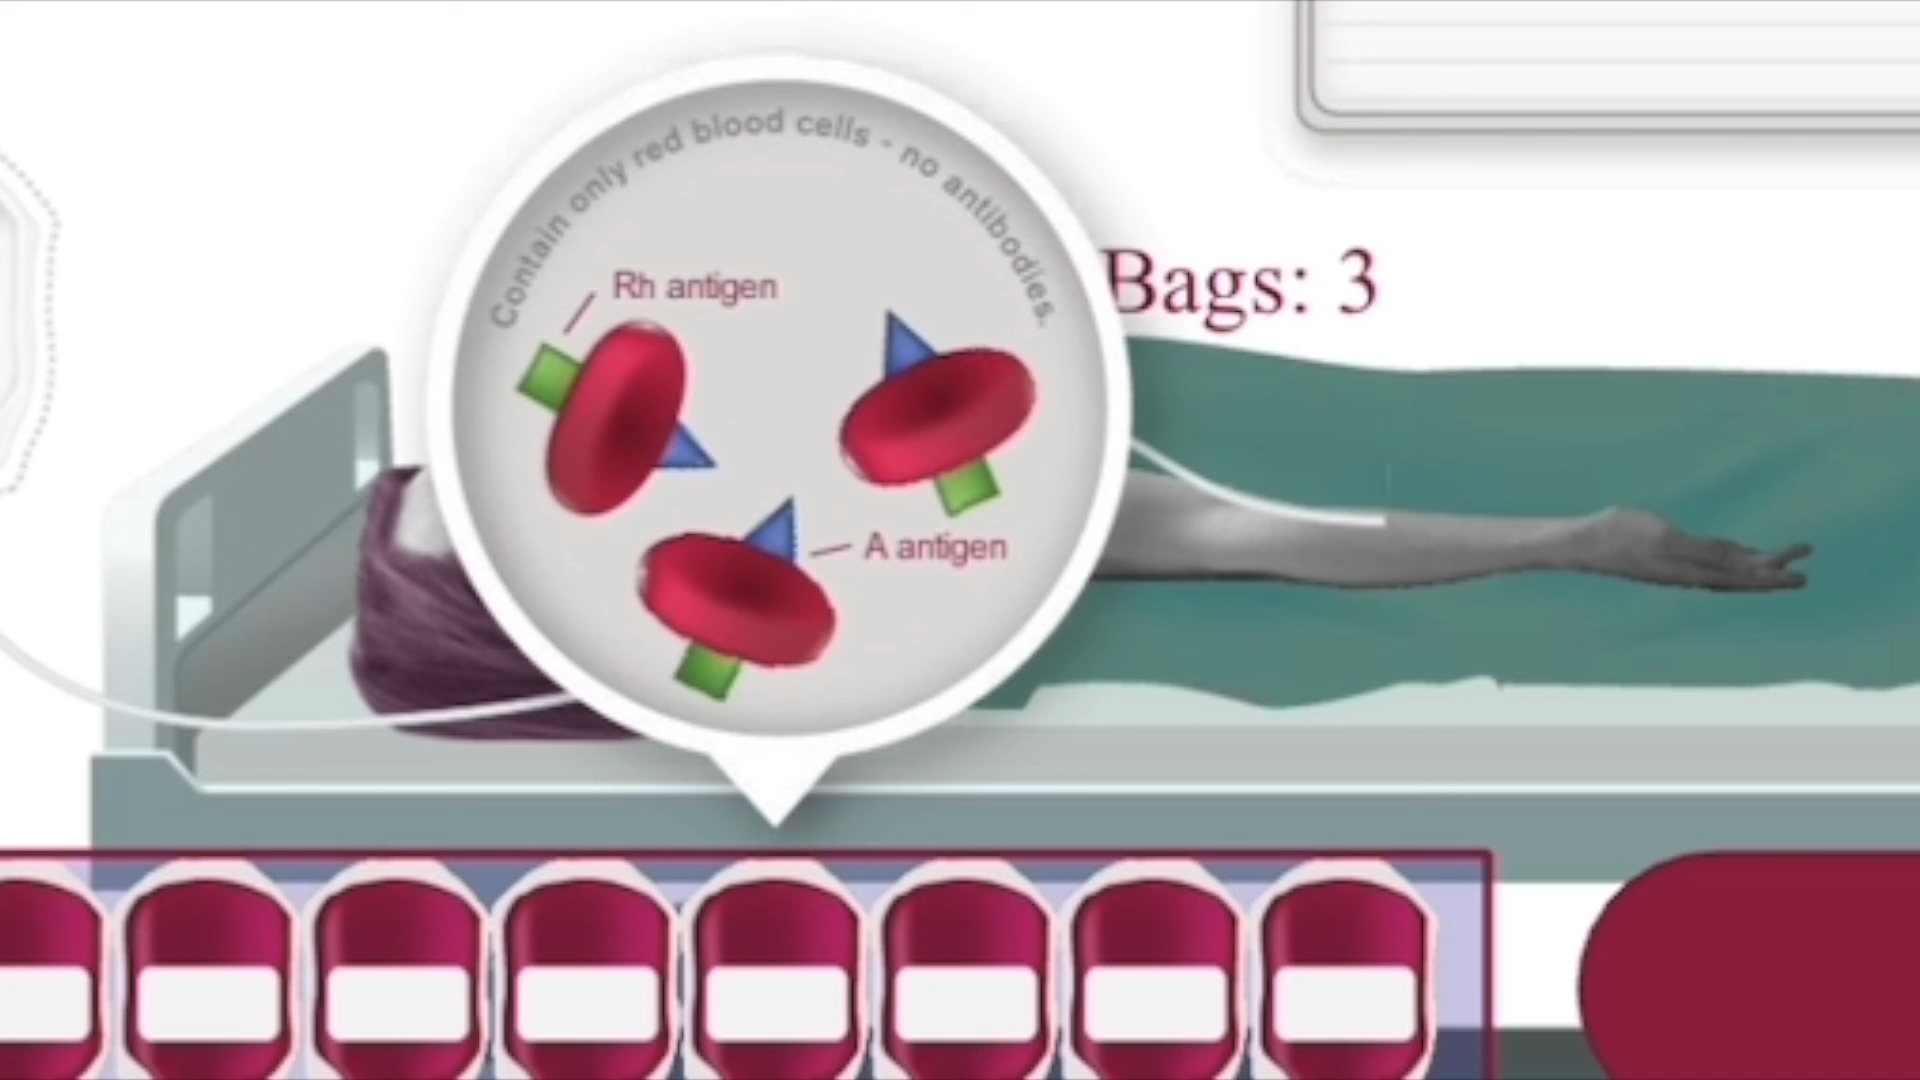 Contain only red blood cells - no antibodies.
Bags: 3
Rh antigen
A antigen